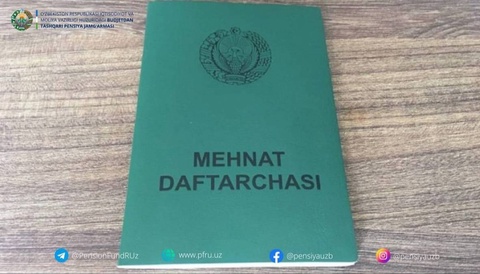 O'ZBEKISTON RESPUBLIKASI IQTISODIYOT VA
MOLIYA VAZIRLIGI HUZURIDAGI BUDJETDAN
TASHQARI PENSIYA JAMG'ARMASI
MEHNAT
DAFTARCHASI
@PensionFundRUz
www.pfru.uz
@pensiyauzb
@pensiyauzb